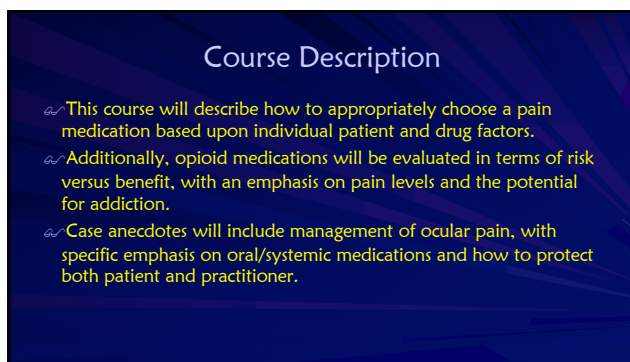 Course Description
This course will describe how to appropriately choose a pain
medication based upon individual patient and drug factors.
Additionally, opioid medications will be evaluated in terms of risk
versus benefit, with an emphasis on pain levels and the potential
for addiction.
Case anecdotes will include management of ocular pain, with
specific emphasis on oral/systemic medications and how to protect
both patient and practitioner.